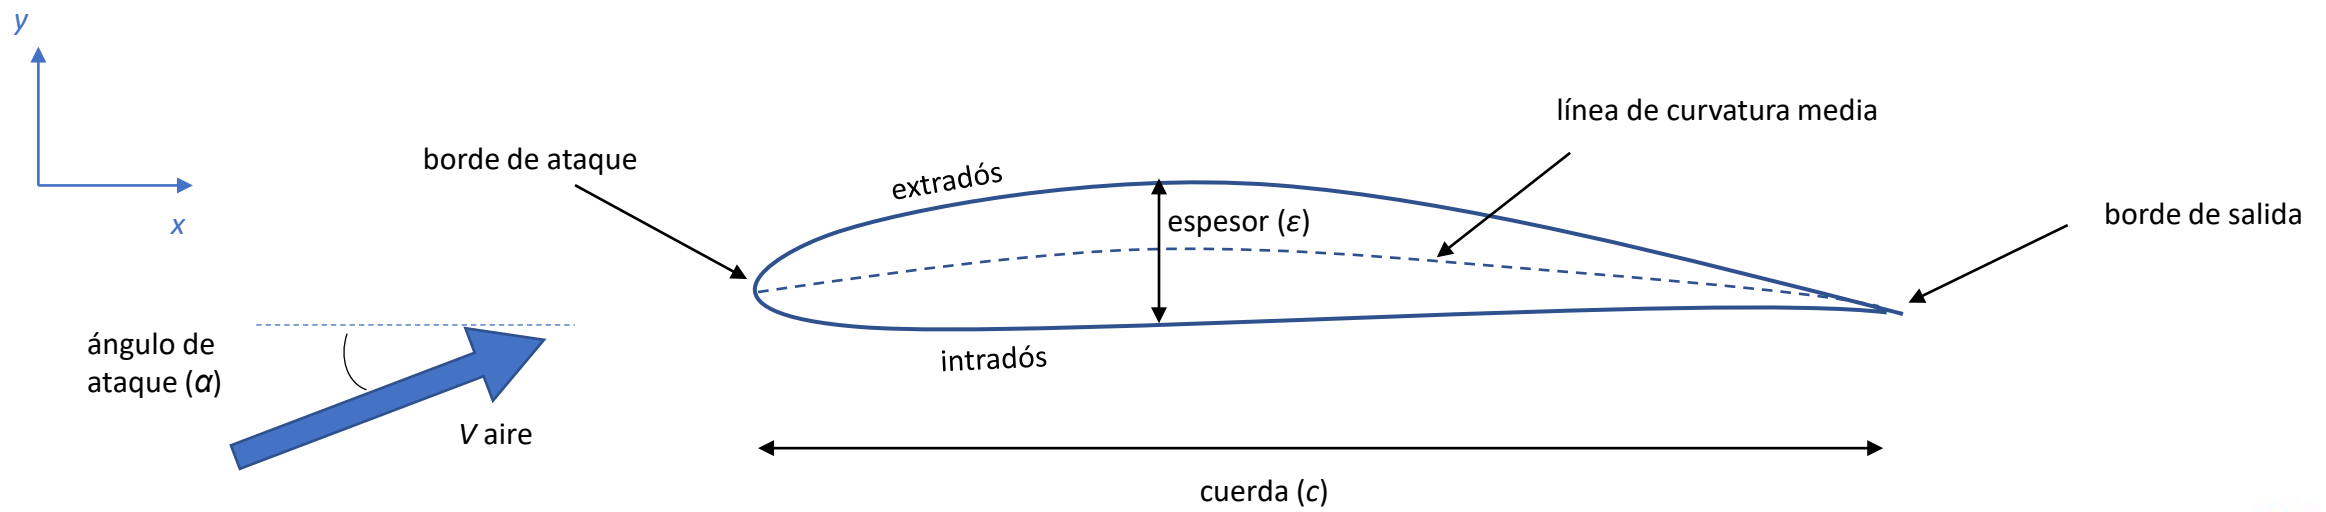 y
x
borde de ataque
extradós
espesor (ε)
línea de curvatura media
borde de salida
ángulo de
ataque (α)
V aire
intradós
cuerda (c)